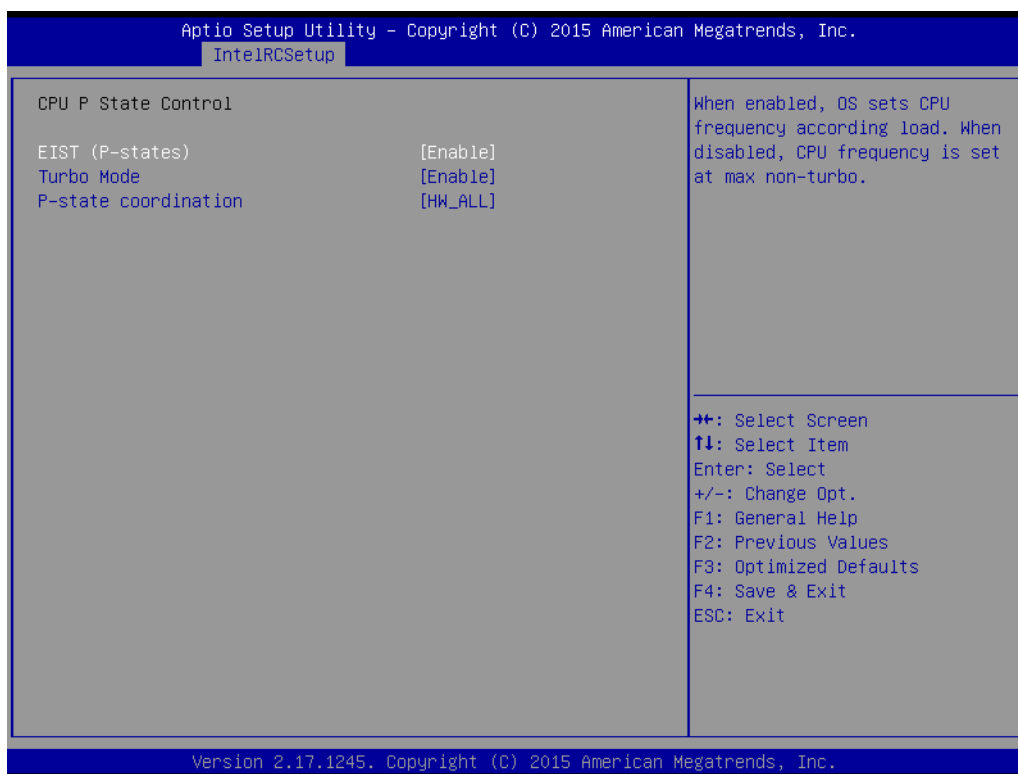 Aptio Setup Utility – Copyright (C) 2015 American Megatrends, Inc.
IntelRCSetup
CPU P State Control
EIST (P-states) [Enable]
Turbo Mode [Enable]
P-state coordination [HW_ALL]
When enabled, OS sets CPU
frequency according load. When
disabled, CPU frequency is set
at max non-turbo.
→←: Select Screen
↑↓: Select Item
Enter: Select
+/-: Change Opt.
F1: General Help
F2: Previous Values
F3: Optimized Defaults
F4: Save & Exit
ESC: Exit
Version 2.17.1245. Copyright (C) 2015 American Megatrends, Inc.